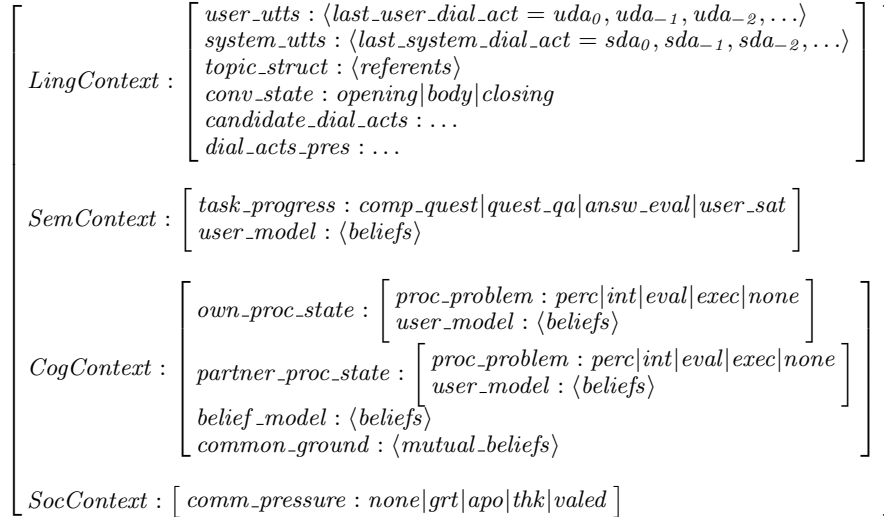 user_utts : ⟨last_user_dial_act = uda₀, uda₋₁, uda₋₂, ...⟩
system_utts : ⟨last_system_dial_act = sda₀, sda₋₁, sda₋₂, ...⟩
topic_struct : ⟨referents⟩
LingContext :
conv_state : opening|body|closing
candidate_dial_acts : ...
dial_acts_pres : ...
SemContext :
task_progress : comp_quest|quest_qa|answ_eval|user_sat
user_model : ⟨beliefs⟩
own_proc_state :
proc_problem : perc|int|eval|exec|none
user_model : ⟨beliefs⟩
CogContext :
partner_proc_state :
proc_problem : perc|int|eval|exec|none
user_model : ⟨beliefs⟩
belief_model : ⟨beliefs⟩
common_ground : ⟨mutual_beliefs⟩
SocContext : [ comm_pressure : none|grt|apo|thk|valed ]